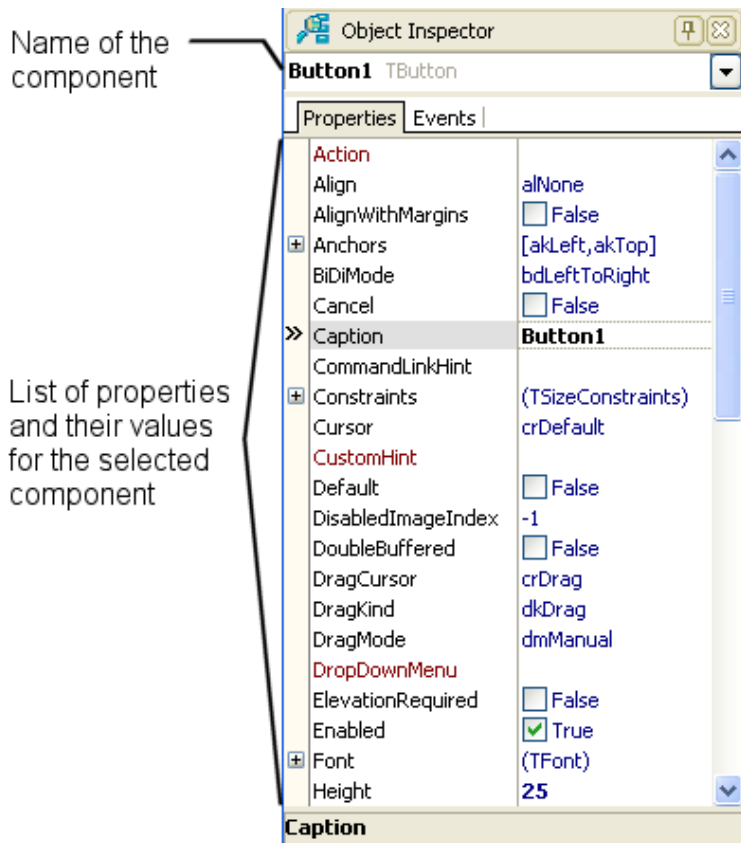 Name of the
component
Object Inspector
Button1 TButton
Properties Events
Action
Align alNone
AlignWithMargins False
Anchors [akLeft,akTop]
BiDiMode bdLeftToRight
Cancel False
Caption Button1
CommandLinkHint
List of properties
and their values
for the selected
component
Constraints (TSizeConstraints)
Cursor crDefault
CustomHint
Default False
DisabledImageIndex -1
DoubleBuffered False
DragCursor crDrag
DragKind dkDrag
DragMode dmManual
DropDownMenu
ElevationRequired False
Enabled True
Font (TFont)
Height 25
Caption